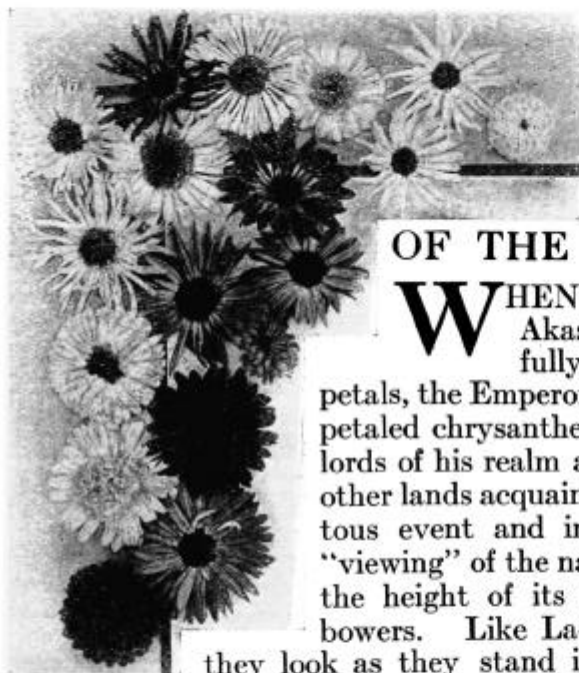 OF THE
WHEN
Akas
fully
petals, the Emperor
petaled chrysanthe
lords of his realm a
other lands acquain
tous event and in
“viewing” of the na
the height of its
bowers. Like La
they look as they stand i